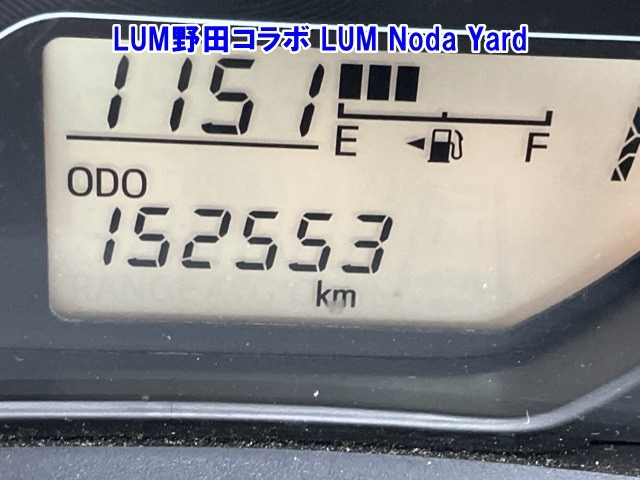 LUM野田コラボ LUM Noda Yard
1151
E F
ODO
152553
km